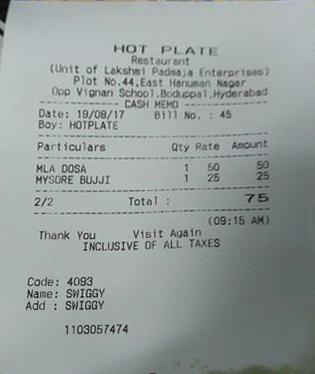 HOT PLATE
Restaurant
(Unit of Lakshmi Padmaja Enterprises)
Plot No.44,East Hanuman Nagar
Opp Vignan School.Boduppal,Hyderabad
CASH MEMO
Date: 19/08/17 Bill No. : 45
Boy: HOTPLATE
Particulars Qty Rate Amount
MLA DOSA 1 50 50
MYSORE BUJJI 1 25 25
2/2 Total : 75
(09:15 AM)
Thank You Visit Again
INCLUSIVE OF ALL TAXES
Code: 4093
Name: SWIGGY
Add : SWIGGY
1103057474